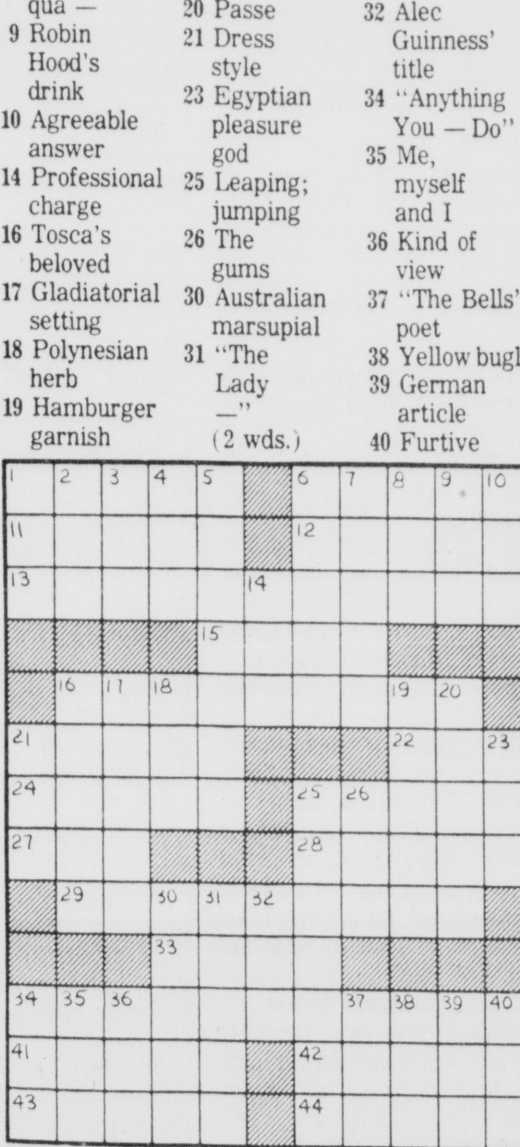 qua —
9 Robin
Hood's
drink
10 Agreeable
answer
14 Professional
charge
16 Tosca's
beloved
17 Gladiatorial
setting
18 Polynesian
herb
19 Hamburger
garnish
20 Passe
21 Dress
style
23 Egyptian
pleasure
god
25 Leaping;
jumping
26 The
gums
30 Australian
marsupial
31 "The
Lady
—"
(2 wds.)
32 Alec
Guinness'
title
34 "Anything
You — Do"
35 Me,
myself
and I
36 Kind of
view
37 "The Bells'
poet
38 Yellow bugl
39 German
article
40 Furtive
1 2 3 4 5 6 7 8 9 10
11 12
13 14
15
16 17 18 19 20
21 22 23
24 25 26
27 28
29 30 31 32
33
34 35 36 37 38 39 40
41 42
43 44